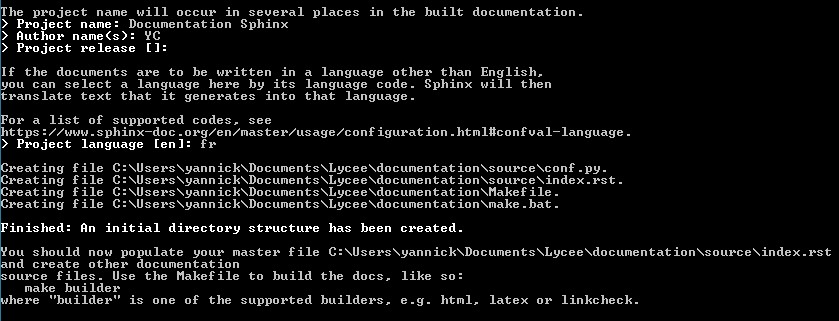 The project name will occur in several places in the built documentation.
> Project name: Documentation Sphinx
> Author name(s): YC
> Project release []:
If the documents are to be written in a language other than English,
you can select a language here by its language code. Sphinx will then
translate text that it generates into that language.
For a list of supported codes, see
https://www.sphinx-doc.org/en/master/usage/configuration.html#confval-language.
> Project language [en]: fr
Creating file C:\Users\yannick\Documents\Lycee\documentation\source\conf.py.
Creating file C:\Users\yannick\Documents\Lycee\documentation\source\index.rst.
Creating file C:\Users\yannick\Documents\Lycee\documentation\Makefile.
Creating file C:\Users\yannick\Documents\Lycee\documentation\make.bat.
Finished: An initial directory structure has been created.
You should now populate your master file C:\Users\yannick\Documents\Lycee\documentation\source\index.rst
and create other documentation
source files. Use the Makefile to build the docs, like so:
make builder
where "builder" is one of the supported builders, e.g. html, latex or linkcheck.